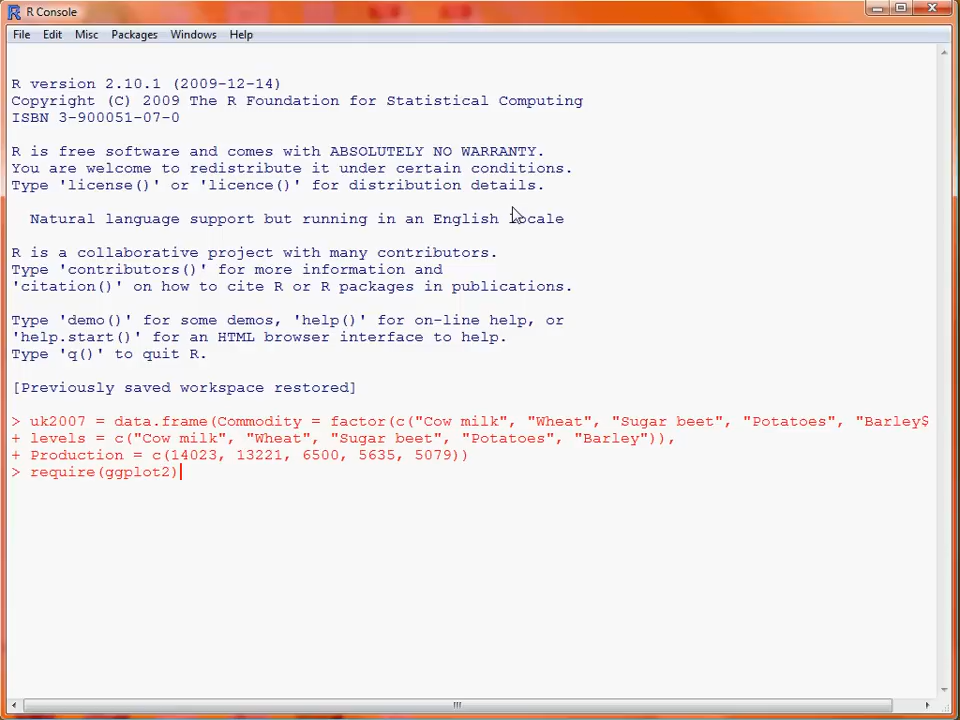 R Console
File Edit Misc Packages Windows Help
R version 2.10.1 (2009-12-14)
Copyright (C) 2009 The R Foundation for Statistical Computing
ISBN 3-900051-07-0
R is free software and comes with ABSOLUTELY NO WARRANTY.
You are welcome to redistribute it under certain conditions.
Type 'license()' or 'licence()' for distribution details.
Natural language support but running in an English locale
R is a collaborative project with many contributors.
Type 'contributors()' for more information and
'citation()' on how to cite R or R packages in publications.
Type 'demo()' for some demos, 'help()' for on-line help, or
'help.start()' for an HTML browser interface to help.
Type 'q()' to quit R.
[Previously saved workspace restored]
> uk2007 = data.frame(Commodity = factor(c("Cow milk", "Wheat", "Sugar beet", "Potatoes", "Barley$
+ levels = c("Cow milk", "Wheat", "Sugar beet", "Potatoes", "Barley")),
+ Production = c(14023, 13221, 6500, 5635, 5079))
> require(ggplot2)